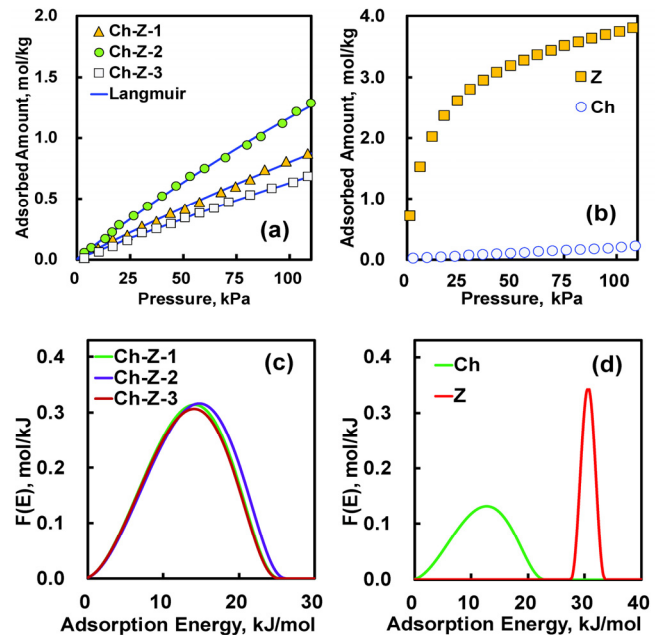 Ch-Z-1
Ch-Z-2
Ch-Z-3
Langmuir
(a)
2.0
1.5
1.0
0.5
0.0
0 25 50 75 100
Adsorbed Amount, mol/kg
Pressure, kPa
Z
Ch
(b)
4.0
3.0
2.0
1.0
0.0
0 25 50 75 100
Adsorbed Amount, mol/kg
Pressure, kPa
Ch-Z-1
Ch-Z-2
Ch-Z-3
(c)
0.4
0.3
0.2
0.1
0.0
0 10 20 30
F(E), mol/kJ
Adsorption Energy, kJ/mol
Ch
Z
(d)
0.4
0.3
0.2
0.1
0.0
0 10 20 30 40
F(E), mol/kJ
Adsorption Energy, kJ/mol